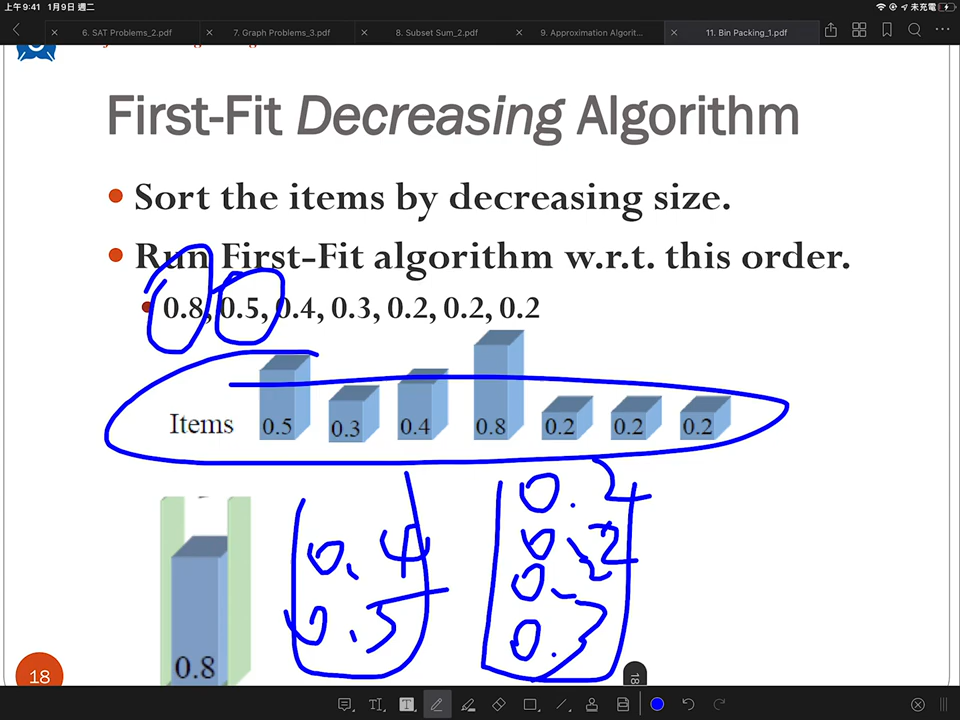 上午9:41 1月9日 週二
未充電
6. SAT Problems_2.pdf
7. Graph Problems_3.pdf
8. Subset Sum_2.pdf
9. Approximation Algorit...
11. Bin Packing_1.pdf
First-Fit Decreasing Algorithm
Sort the items by decreasing size.
Run First-Fit algorithm w.r.t. this order.
0.8, 0.5, 0.4, 0.3, 0.2, 0.2, 0.2
Items 0.5 0.3 0.4 0.8 0.2 0.2 0.2
0.8
0.4
0.5
0.2
0.2
0.2
0.3
18
18